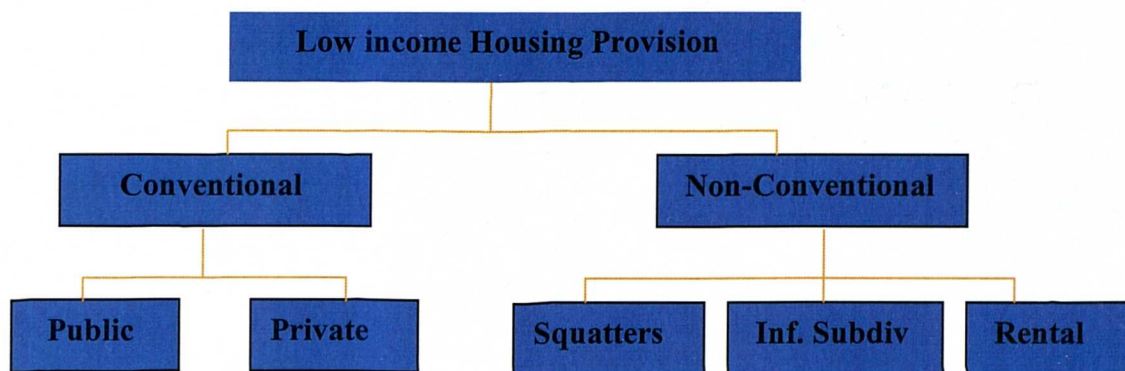 Low income Housing Provision
Conventional
Non-Conventional
Public
Private
Squatters
Inf. Subdiv
Rental